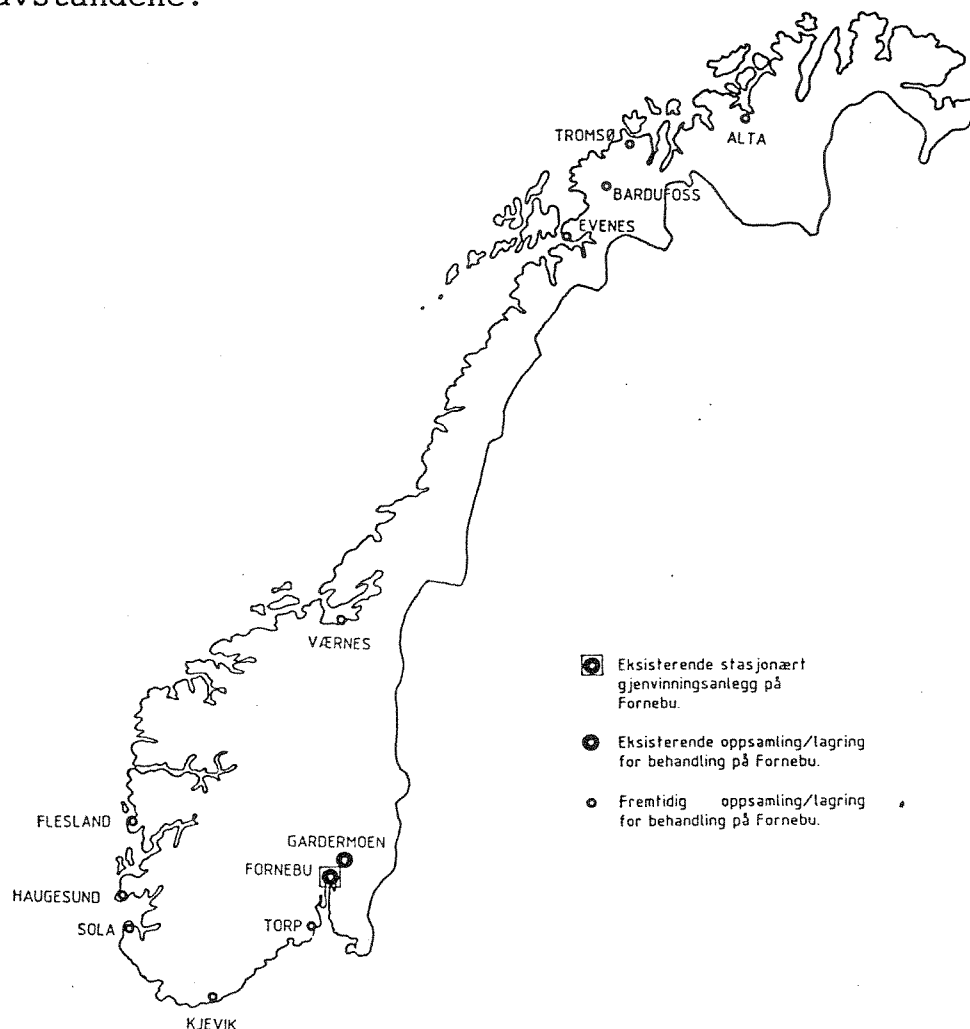 TROMSØ
ALTA
BARDUFOSS
EVENES
VÆRNES
Eksisterende stasjonært
gjenvinningsanlegg på
Fornebu.
Eksisterende oppsamling/lagring
for behandling på Fornebu.
Fremtidig oppsamling/lagring
for behandling på Fornebu.
FLESLAND
GARDERMOEN
FORNEBU
HAUGESUND
SOLA
TORP
KJEVIK